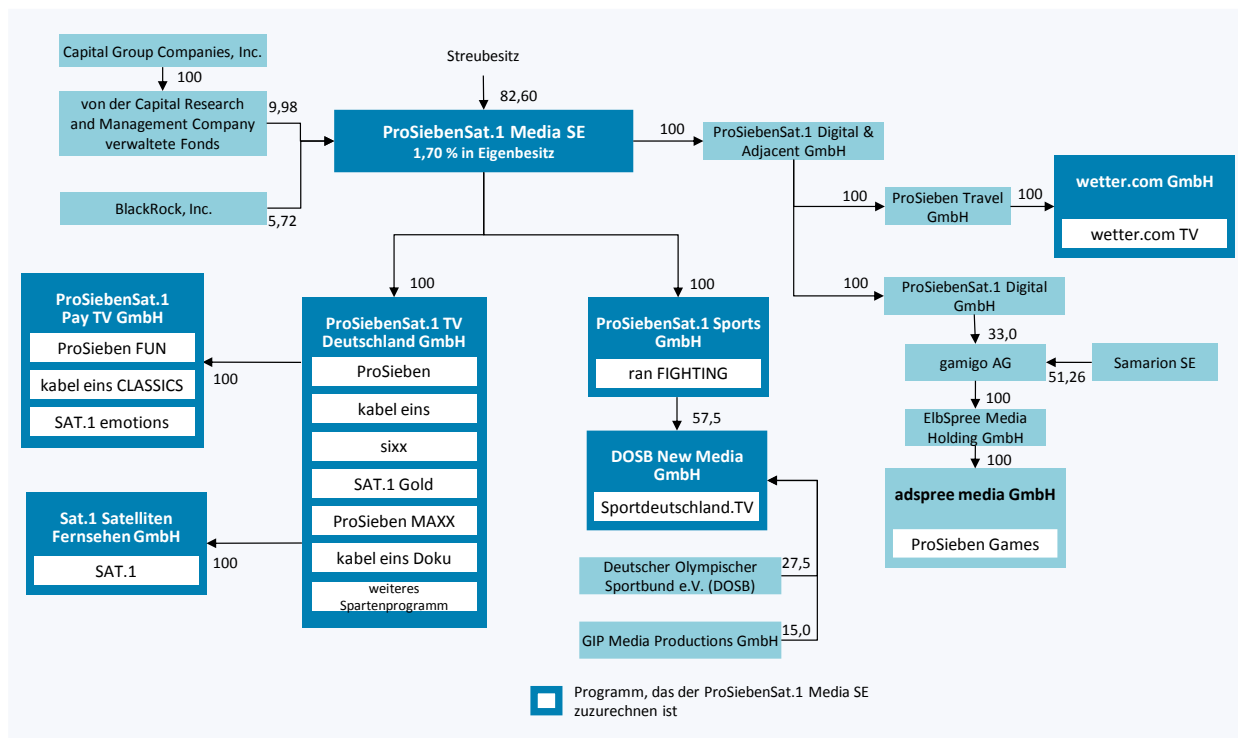 Capital Group Companies, Inc.
100
von der Capital Research
and Management Company
verwaltete Fonds
9,98
BlackRock, Inc.
5,72
Streubesitz
82,60
ProSiebenSat.1 Media SE
1,70 % in Eigenbesitz
100
ProSiebenSat.1 Digital &
Adjacent GmbH
100
ProSieben Travel
GmbH
100
wetter.com GmbH
wetter.com TV
100
ProSiebenSat.1 Digital
GmbH
33,0
gamigo AG
51,26
Samarion SE
100
ElbSpree Media
Holding GmbH
100
adspree media GmbH
ProSieben Games
100
ProSiebenSat.1 TV
Deutschland GmbH
ProSieben
kabel eins
sixx
SAT.1 Gold
ProSieben MAXX
kabel eins Doku
weiteres
Spartenprogramm
100
ProSiebenSat.1
Pay TV GmbH
ProSieben FUN
kabel eins CLASSICS
SAT.1 emotions
100
Sat.1 Satelliten
Fernsehen GmbH
SAT.1
100
ProSiebenSat.1 Sports
GmbH
ran FIGHTING
57,5
DOSB New Media
GmbH
Sportdeutschland.TV
Deutscher Olympischer
Sportbund e.V. (DOSB)
27,5
GIP Media Productions GmbH
15,0
Programm, das der ProSiebenSat.1 Media SE
zuzurechnen ist